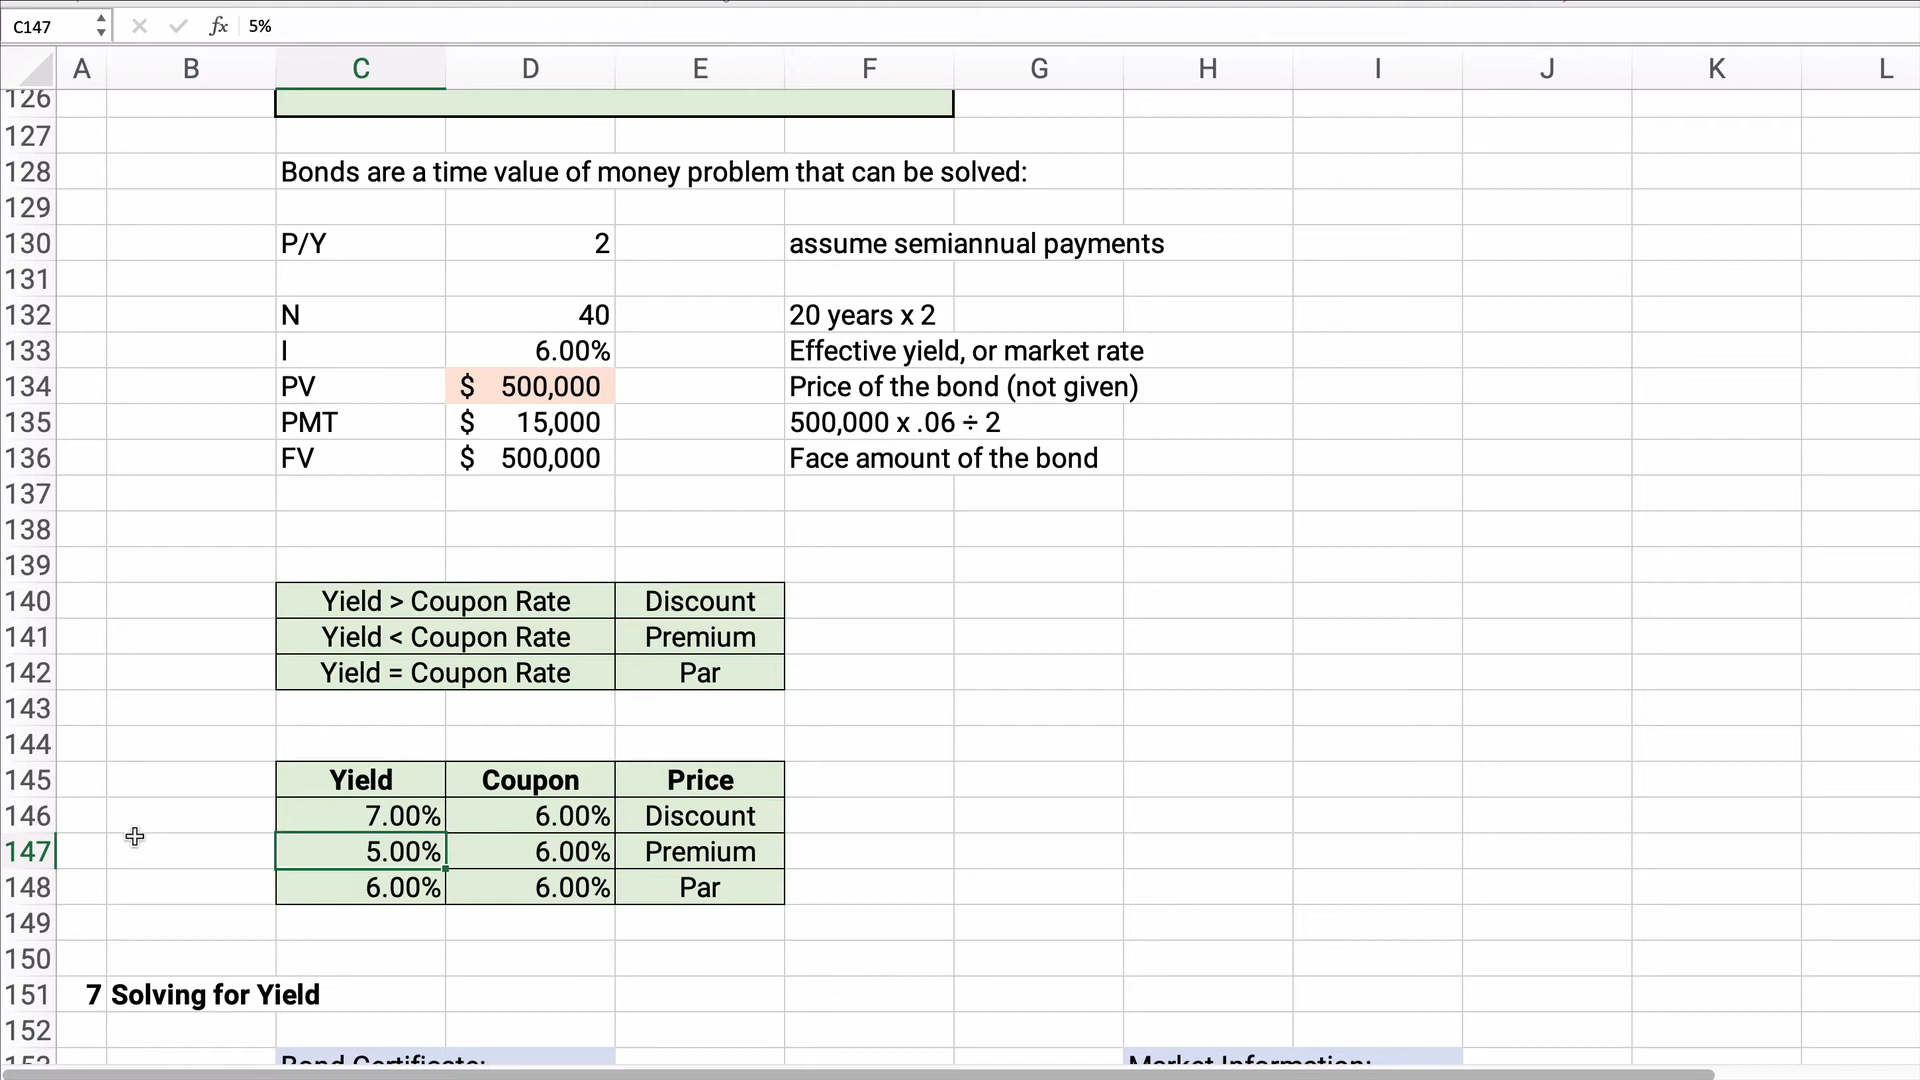 C147 fx 5%
A B C D E F G H I J K L
126
127
128 Bonds are a time value of money problem that can be solved:
129
130 P/Y 2 assume semiannual payments
131
132 N 40 20 years x 2
133 I 6.00% Effective yield, or market rate
134 PV $ 500,000 Price of the bond (not given)
135 PMT $ 15,000 500,000 x .06 ÷ 2
136 FV $ 500,000 Face amount of the bond
137
138
139
140 Yield > Coupon Rate Discount
141 Yield < Coupon Rate Premium
142 Yield = Coupon Rate Par
143
144
145 Yield Coupon Price
146 7.00% 6.00% Discount
147 5.00% 6.00% Premium
148 6.00% 6.00% Par
149
150
151 7 Solving for Yield
152
153 Bond Certificate: Market Information: